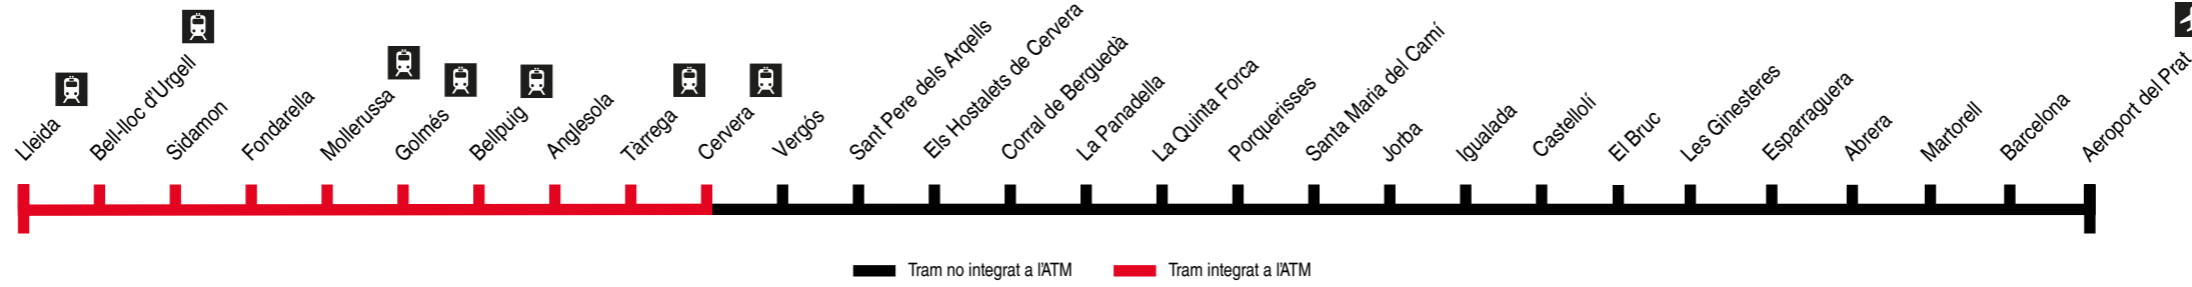 Lleida
Bell-lloc d'Urgell
Sidamon
Fondarella
Mollerussa
Golmés
Bellpuig
Anglesola
Tàrrega
Cervera
Vergós
Sant Pere dels Arqells
Els Hostalets de Cervera
Corral de Berguedà
La Panadella
La Quinta Forca
Porquerisses
Santa Maria del Camí
Jorba
Igualada
Castellolí
El Bruc
Les Ginesteres
Esparraguera
Abrera
Martorell
Barcelona
Aeroport del Prat
Tram no integrat a l'ATM
Tram integrat a l'ATM